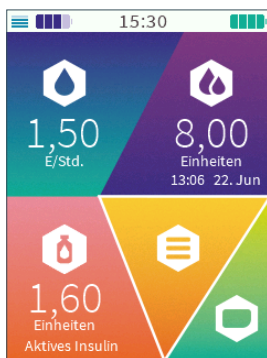 15:30
1,50
E/Std.
8,00
Einheiten
13:06 22. Jun
1,60
Einheiten
Aktives Insulin